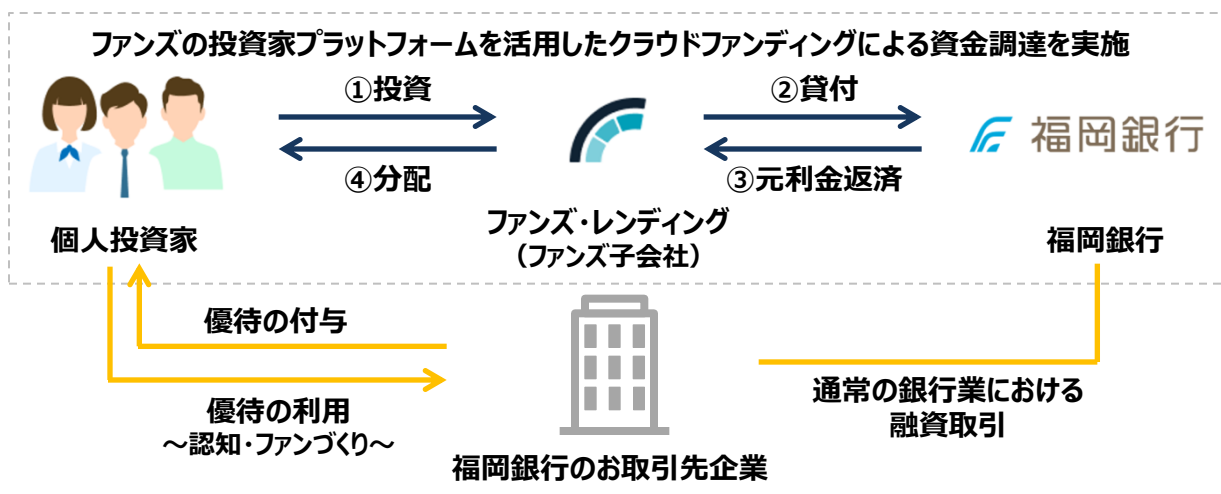 ファンズの投資家プラットフォームを活用したクラウドファンディングによる資金調達を実施
①投資
②貸付
福岡銀行
④分配
③元利金返済
個人投資家
ファンズ・レンディング
（ファンズ子会社）
福岡銀行
優待の付与
優待の利用
～認知・ファンづくり～
通常の銀行業における
融資取引
福岡銀行のお取引先企業